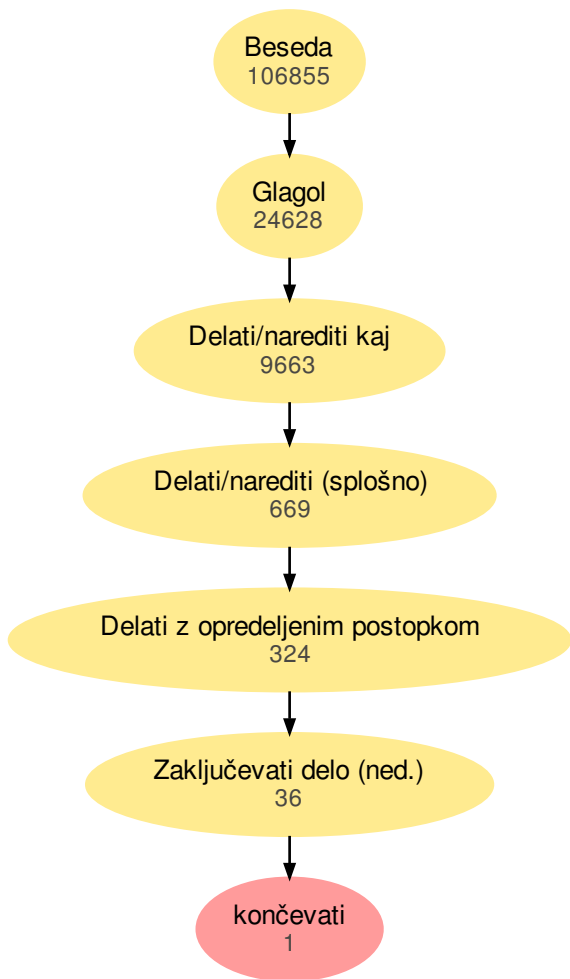 Beseda
106855
Glagol
24628
Delati/narediti kaj
9663
Delati/narediti (splošno)
669
Delati z opredeljenim postopkom
324
Zaključevati delo (ned.)
36
končevati
1